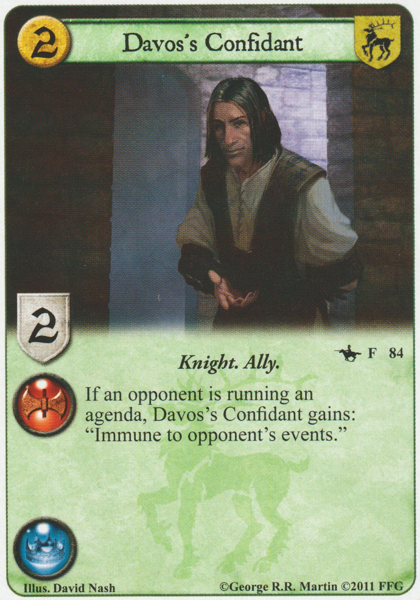 2
Davos's Confidant
2
Knight. Ally.
F 84
If an opponent is running an
agenda, Davos's Confidant gains:
“Immune to opponent's events.”
Illus. David Nash
©George R.R. Martin ©2011 FFG